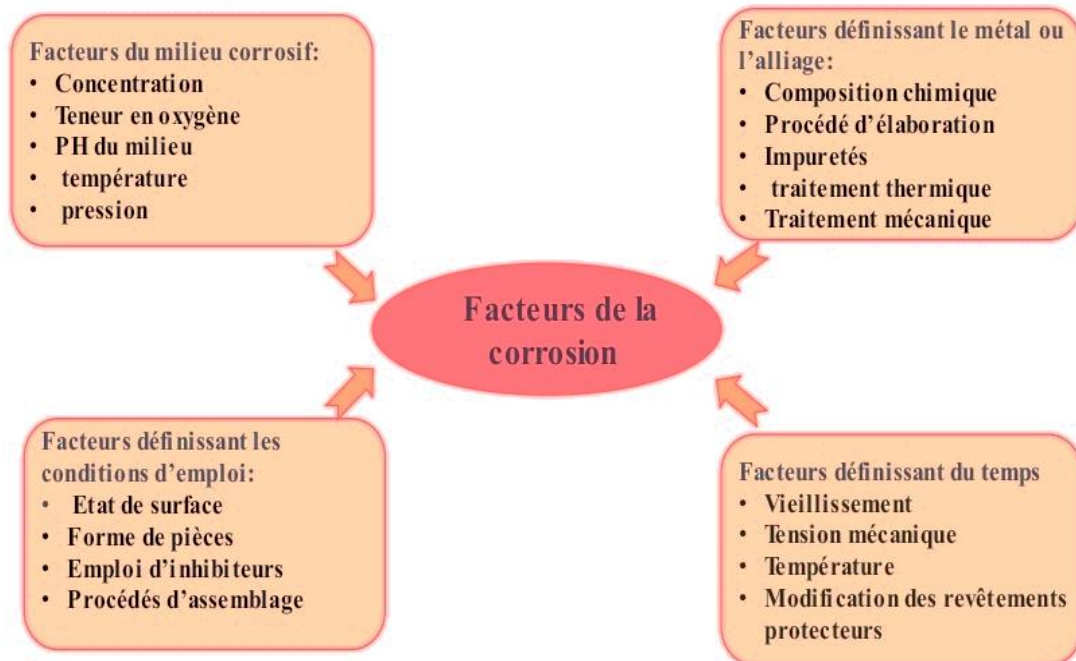 Facteurs du milieu corrosif:
• Concentration
• Teneur en oxygène
• PH du milieu
• température
• pression
Facteurs définissant le métal ou
l’alliage:
• Composition chimique
• Procédé d’élaboration
• Impuretés
• traitement thermique
• Traitement mécanique
Facteurs de la
corrosion
Facteurs définissant les
conditions d’emploi:
• Etat de surface
• Forme de pièces
• Emploi d’inhibiteurs
• Procédés d’assemblage
Facteurs définissant du temps
• Vieillissement
• Tension mécanique
• Température
• Modification des revêtements
protecteurs